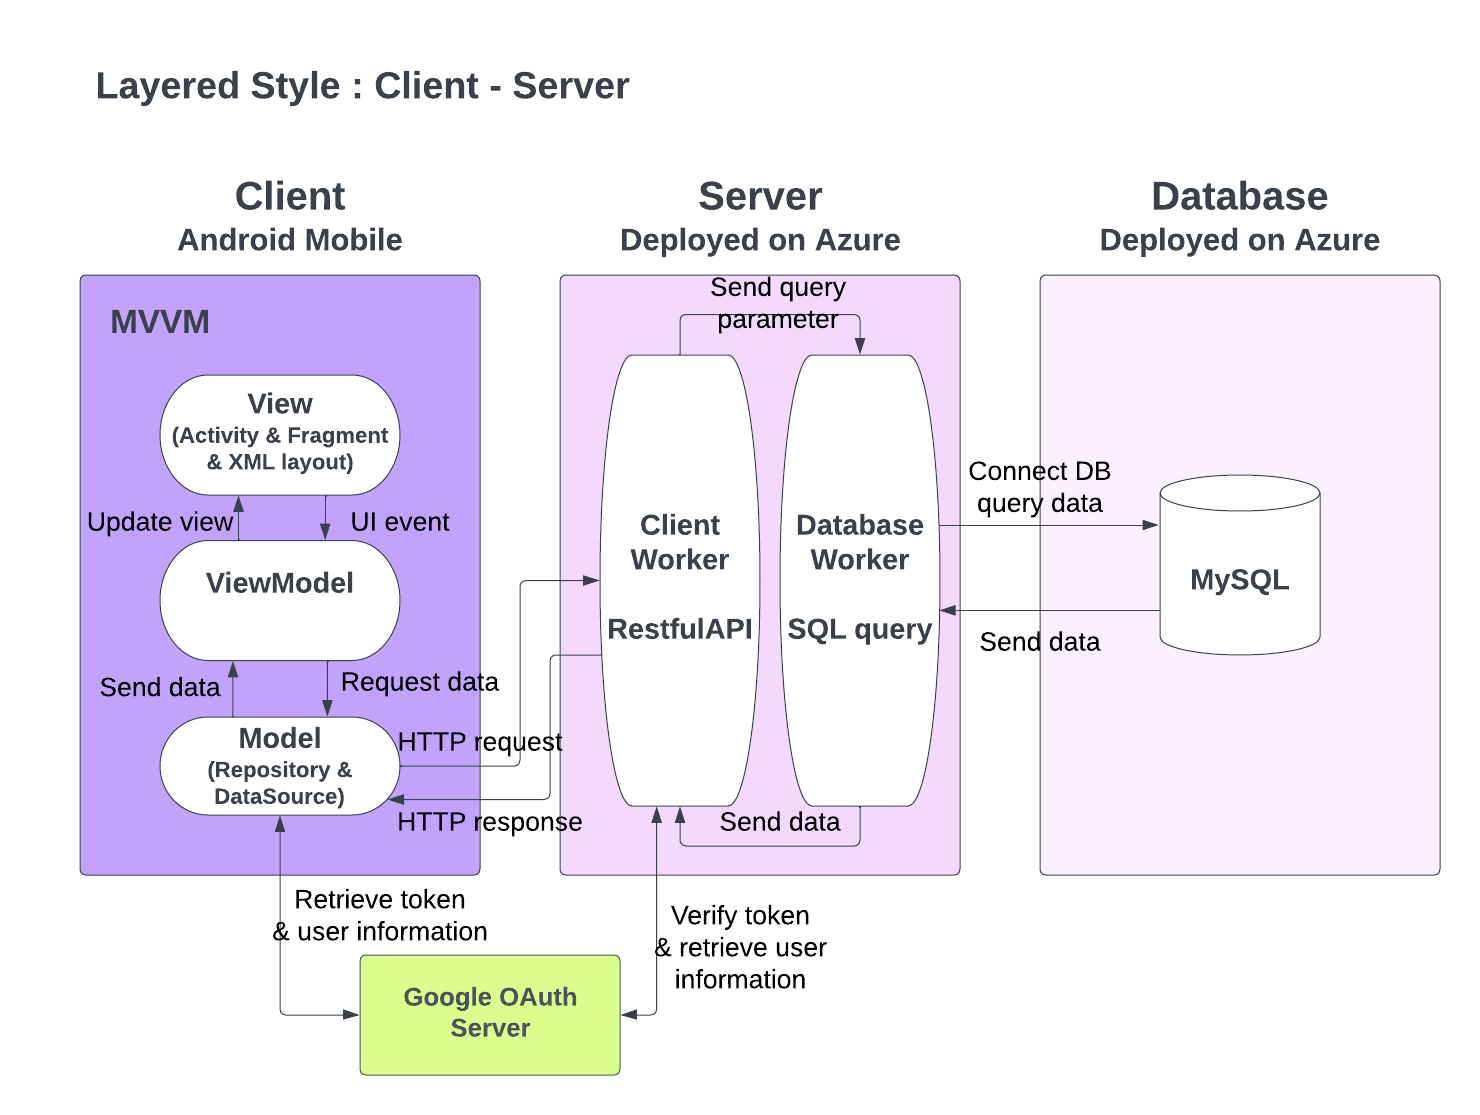 Layered Style : Client - Server
Client
Android Mobile
Server
Deployed on Azure
Database
Deployed on Azure
MVVM
View
(Activity & Fragment
& XML layout)
Update view
UI event
ViewModel
Send data
Request data
Model
(Repository &
DataSource)
HTTP request
HTTP response
Send query
parameter
Client
Worker
RestfulAPI
Database
Worker
SQL query
Send data
Connect DB
query data
Send data
MySQL
Retrieve token
& user information
Verify token
& retrieve user
information
Google OAuth
Server